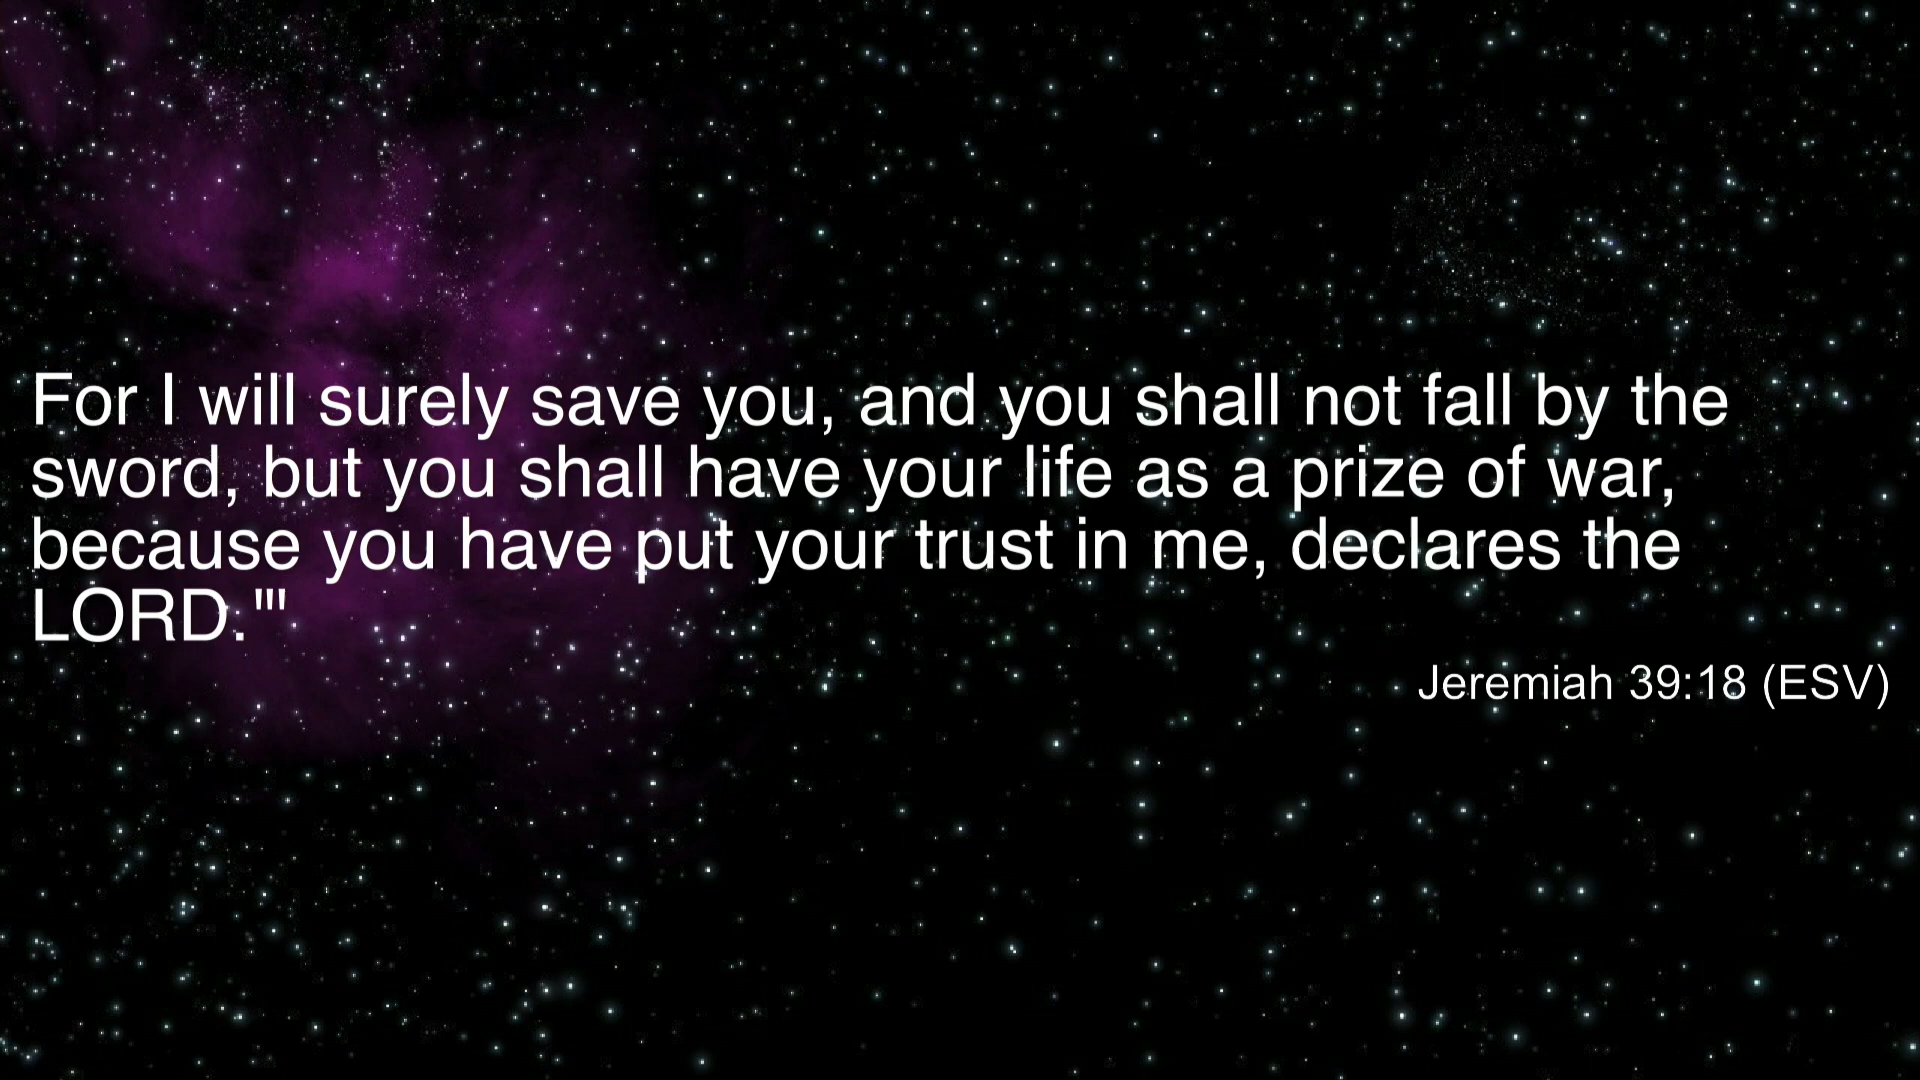 For I will surely save you, and you shall not fall by the
sword, but you shall have your life as a prize of war,
because you have put your trust in me, declares the
LORD."'"
Jeremiah 39:18 (ESV)